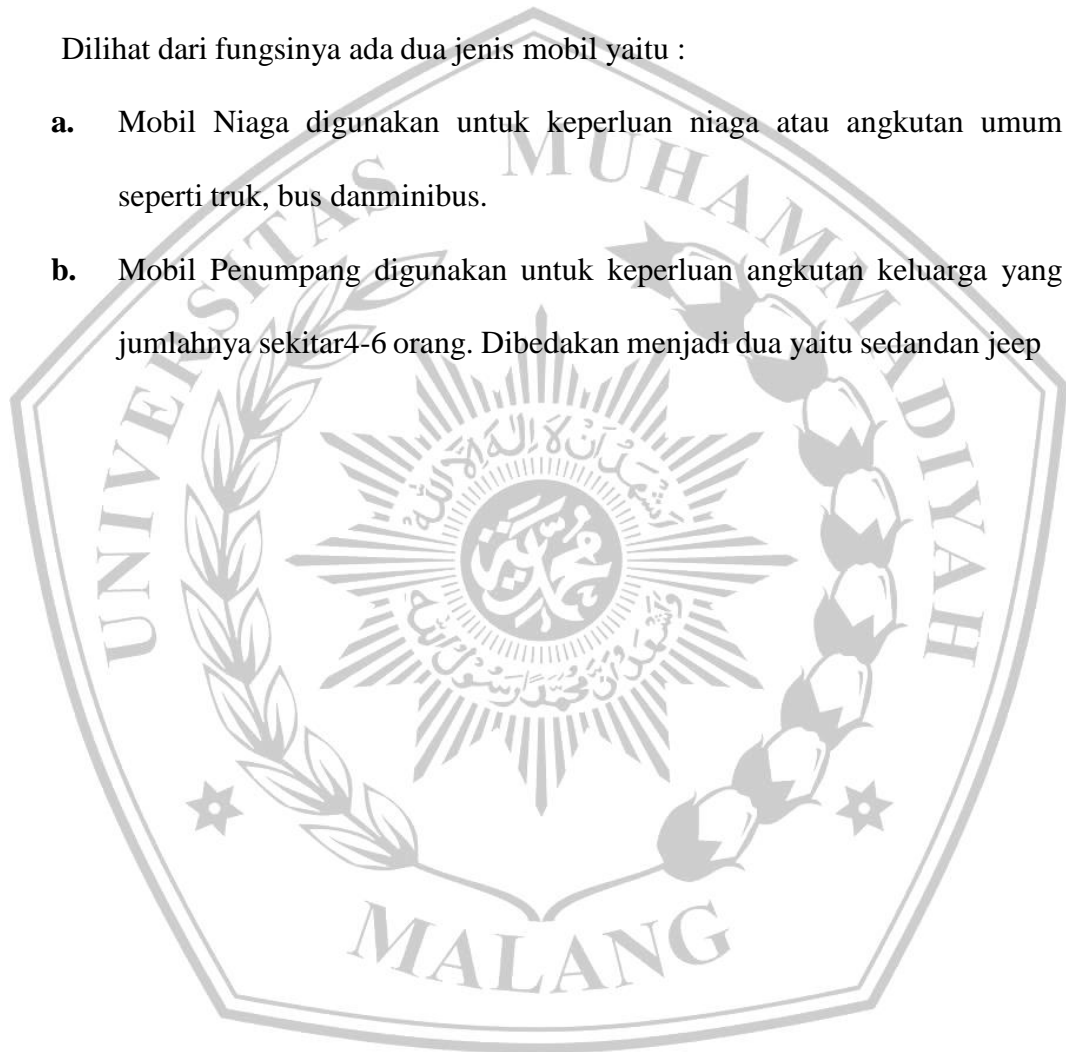 Dilihat dari fungsinya ada dua jenis mobil yaitu :
a. Mobil Niaga digunakan untuk keperluan niaga atau angkutan umum
seperti truk, bus danminibus.
b. Mobil Penumpang digunakan untuk keperluan angkutan keluarga yang
jumlahnya sekitar4-6 orang. Dibedakan menjadi dua yaitu sedandan jeep
UNIVERSITAS MUHAMMADIYAH
MALANG